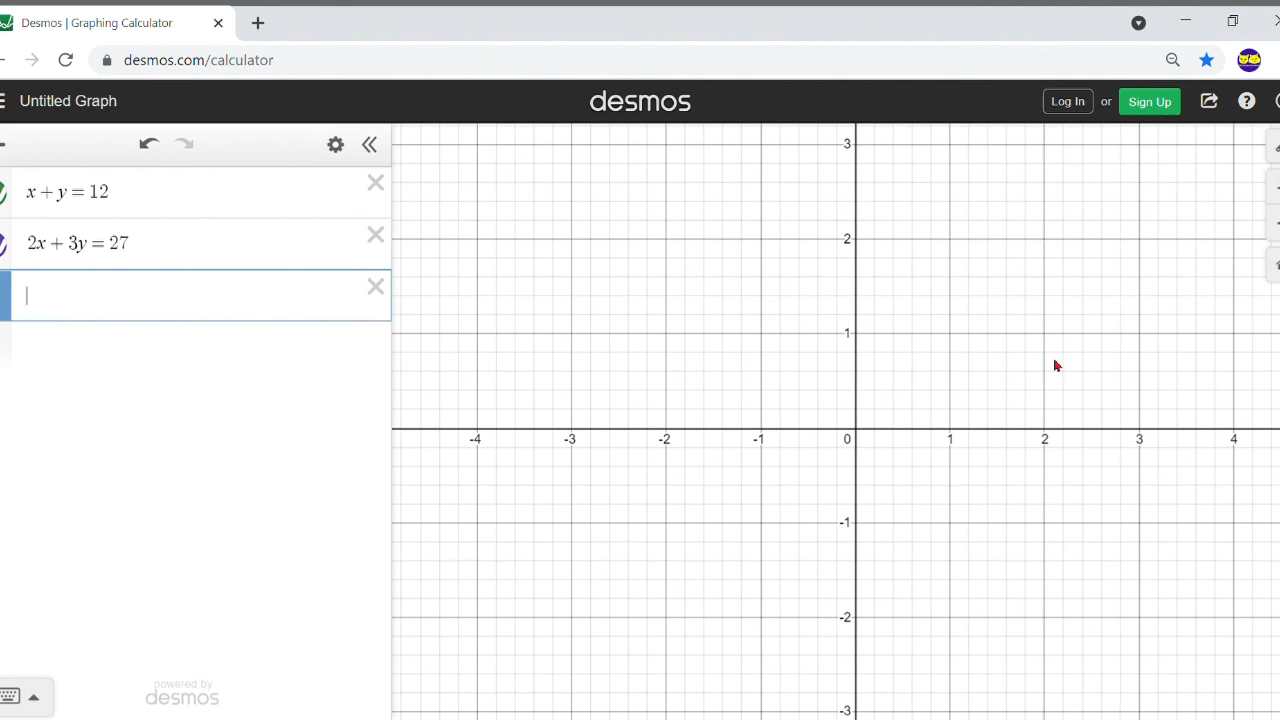 Desmos | Graphing Calculator
desmos.com/calculator
Untitled Graph
desmos
Log In or Sign Up
x + y = 12
2x + 3y = 27
3
2
1
-4 -3 -2 -1 0 1 2 3 4
-1
-2
-3
powered by
desmos